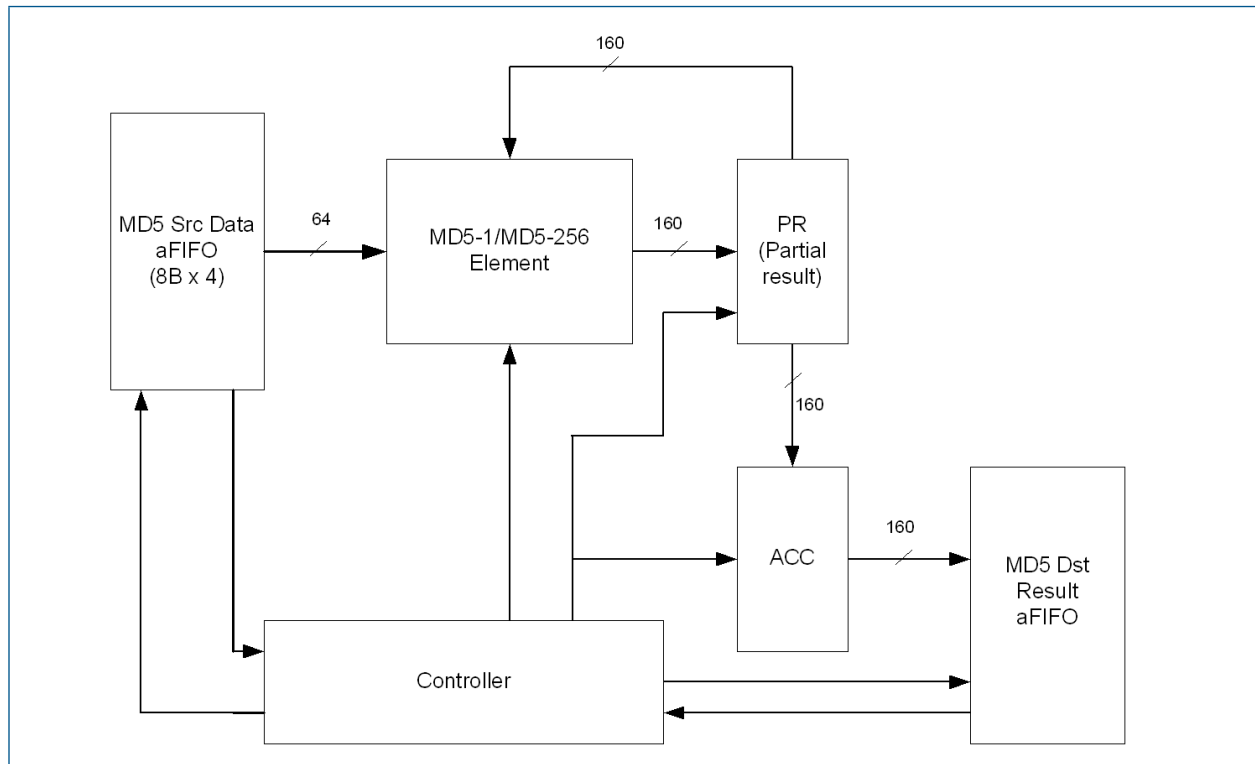 160
MD5 Src Data
aFIFO
(8B x 4)
64
MD5-1/MD5-256
Element
160
PR
(Partial
result)
160
ACC
160
MD5 Dst
Result
aFIFO
Controller